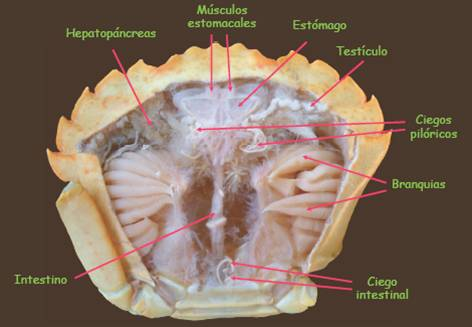 Músculos
estomacales
Hepatopáncreas
Estómago
Testículo
Ciegos
pilóricos
Branquias
Intestino
Ciego
intestinal